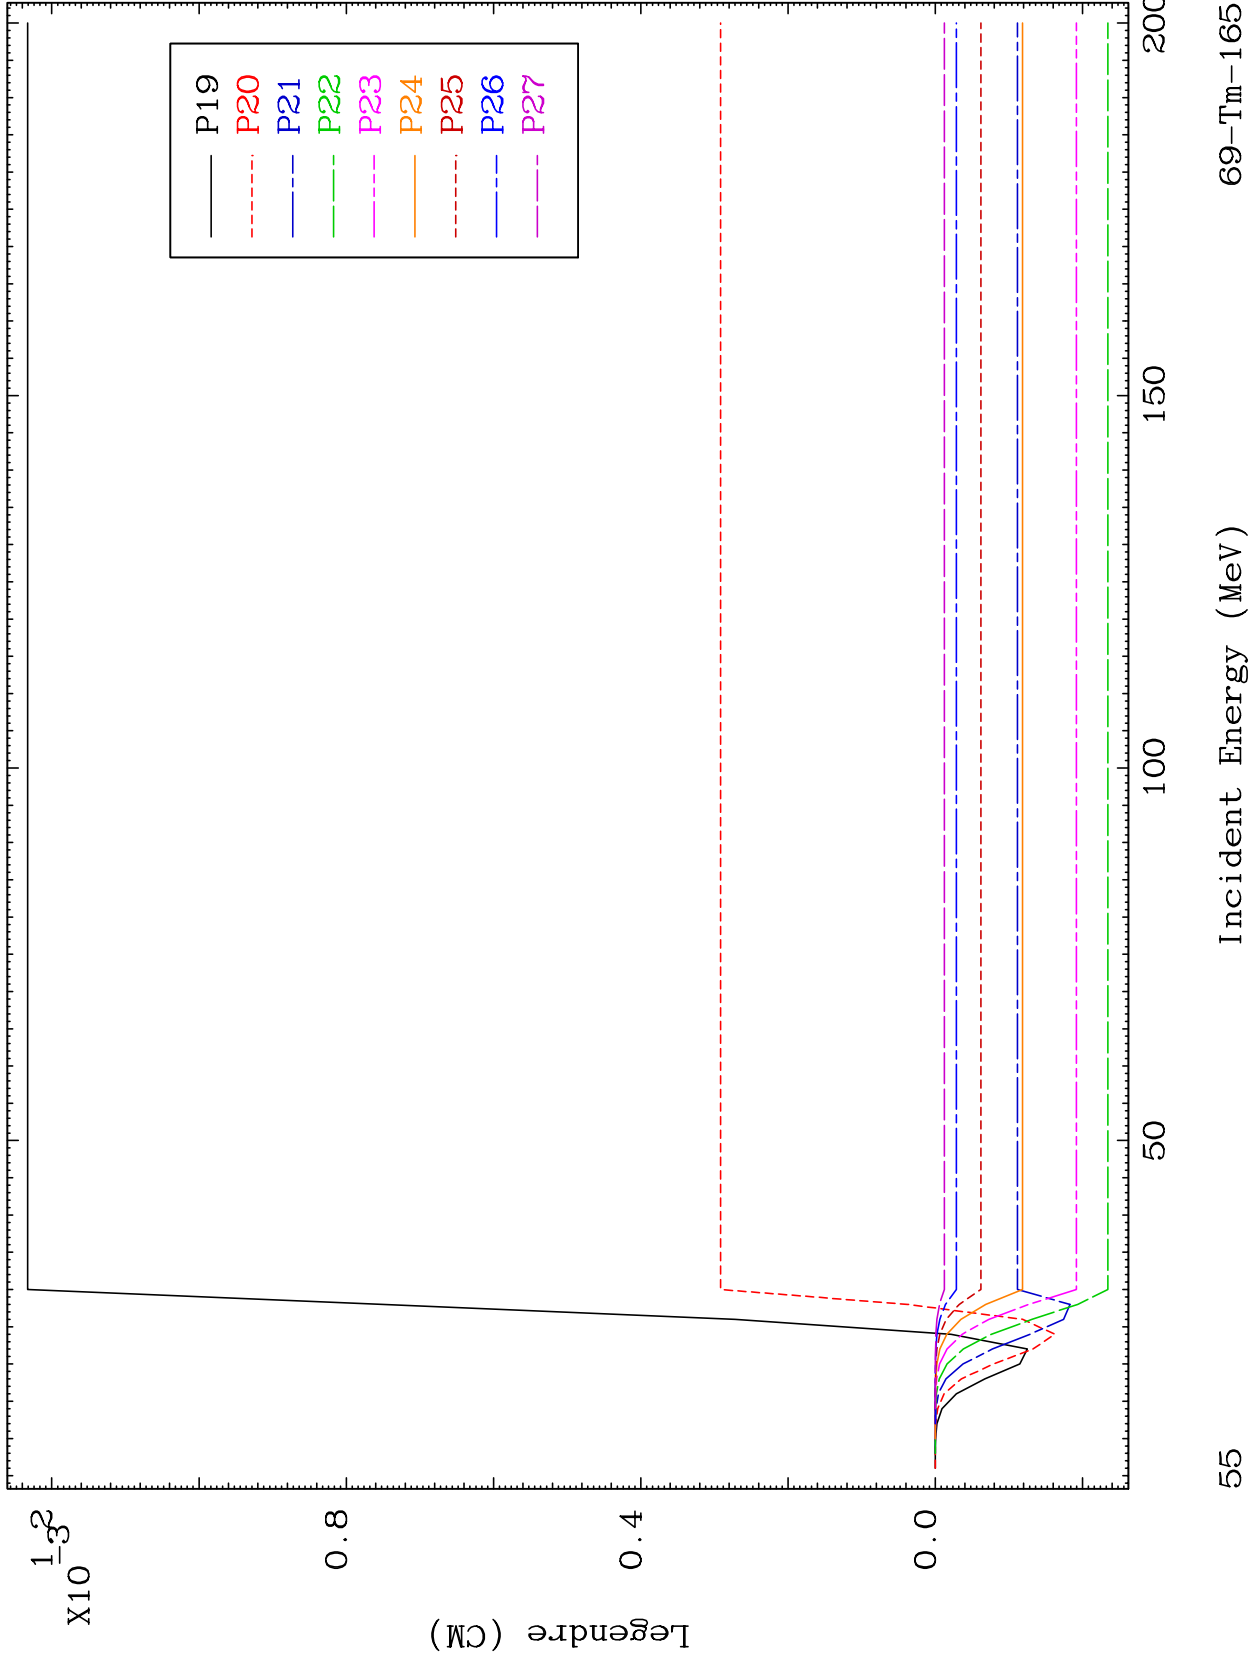 X10
-3
1.2
0.8
0.4
0.0
Legendre (CM)
P19
P20
P21
P22
P23
P24
P25
P26
P27
50
100
150
200
Incident Energy (MeV)
55
69-Tm-165